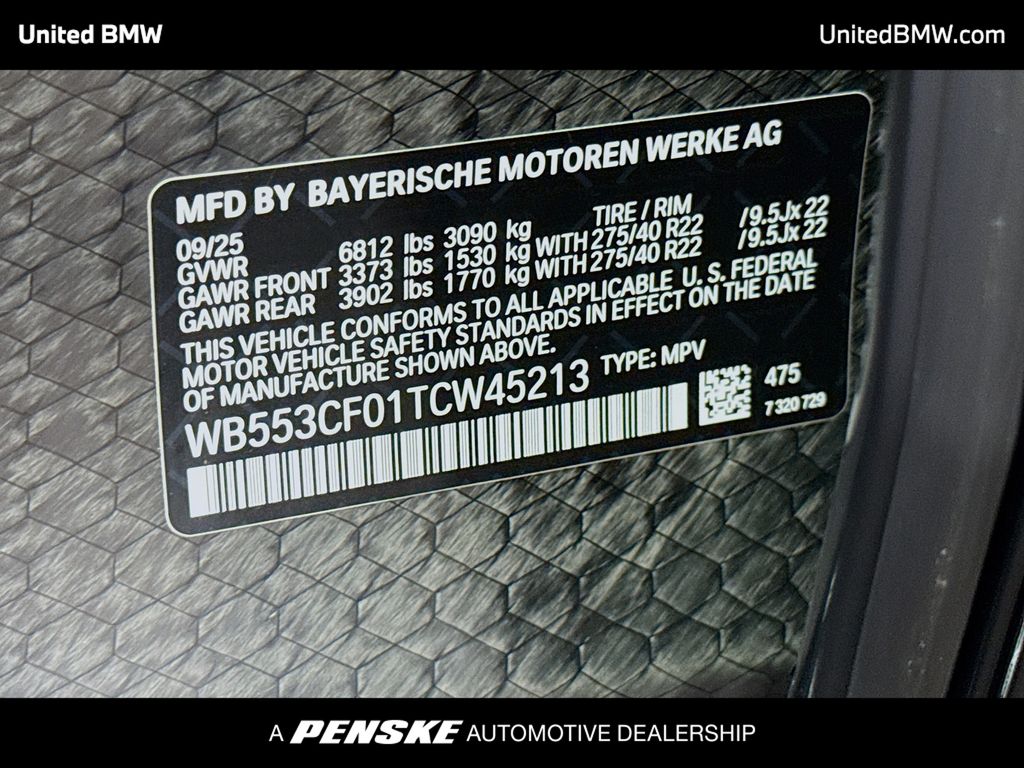 United BMW
UnitedBMW.com
MFD BY BAYERISCHE MOTOREN WERKE AG
09/25 TIRE / RIM
GVWR 6812 lbs 3090 kg
GAWR FRONT 3373 lbs 1530 kg WITH 275/40 R22 /9.5Jx 22
GAWR REAR 3902 lbs 1770 kg WITH 275/40 R22 /9.5Jx 22
THIS VEHICLE CONFORMS TO ALL APPLICABLE U. S. FEDERAL
MOTOR VEHICLE SAFETY STANDARDS IN EFFECT ON THE DATE
OF MANUFACTURE SHOWN ABOVE.
WB553CF01TCW45213 TYPE: MPV
475
7 320 729
A PENSKE AUTOMOTIVE DEALERSHIP